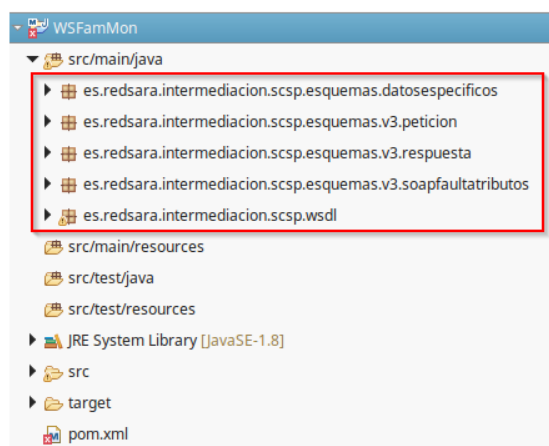 WSFamMon
src/main/java
es.redsara.intermediacion.scsp.esquemas.datosespecificos
es.redsara.intermediacion.scsp.esquemas.v3.peticion
es.redsara.intermediacion.scsp.esquemas.v3.respuesta
es.redsara.intermediacion.scsp.esquemas.v3.soapfaultatributos
es.redsara.intermediacion.scsp.wsdl
src/main/resources
src/test/java
src/test/resources
JRE System Library [JavaSE-1.8]
src
target
pom.xml